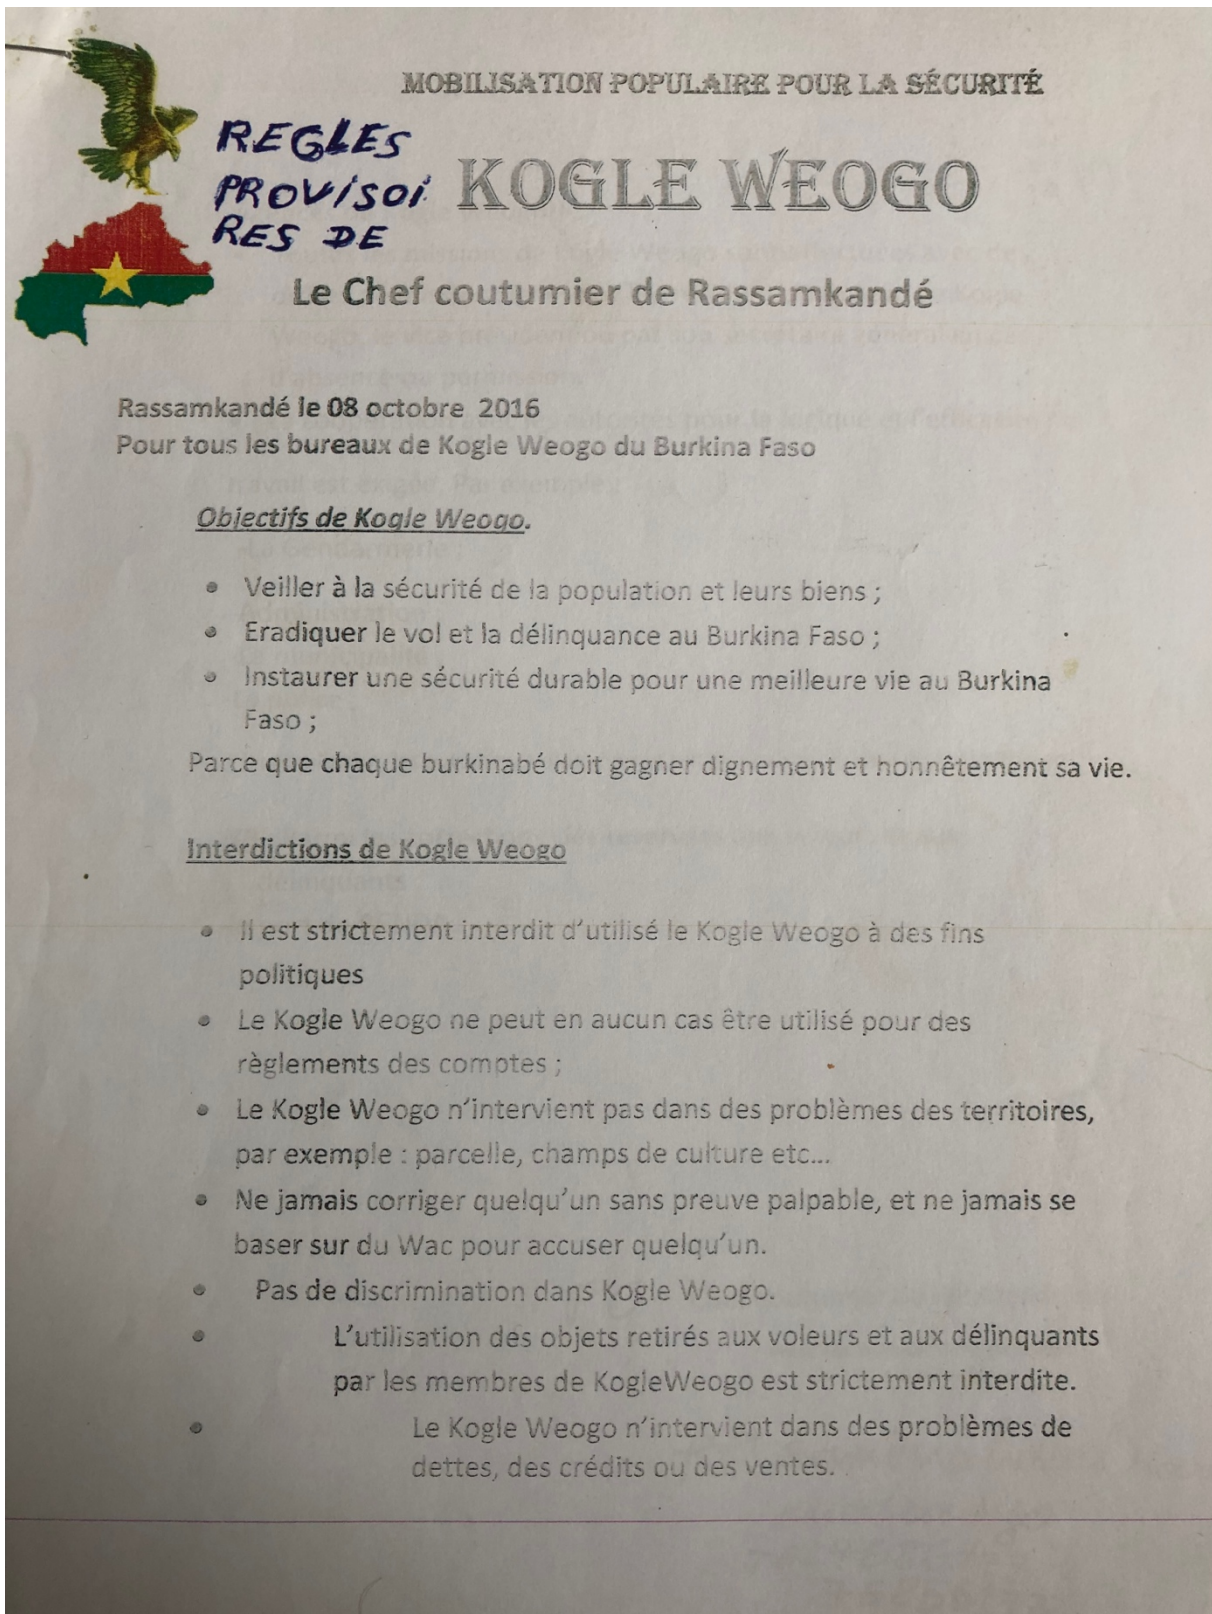 MOBILISATION POPULAIRE POUR LA SÉCURITÉ
REGLES
PROVISOI
RES DE
KOGLE WEOGO
Le Chef coutumier de Rassamkandé
Rassamkandé le 08 octobre 2016
Pour tous les bureaux de Kogle Weogo du Burkina Faso
Objectifs de Kogle Weogo.
• Veiller à la sécurité de la population et leurs biens ;
• Eradiquer le vol et la délinquance au Burkina Faso ;
• Instaurer une sécurité durable pour une meilleure vie au Burkina
Faso ;
Parce que chaque burkinabé doit gagner dignement et honnêtement sa vie.
Interdictions de Kogle Weogo
• Il est strictement interdit d'utilisé le Kogle Weogo à des fins
politiques
• Le Kogle Weogo ne peut en aucun cas être utilisé pour des
règlements des comptes ;
• Le Kogle Weogo n'intervient pas dans des problèmes des territoires,
par exemple : parcelle, champs de culture etc...
• Ne jamais corriger quelqu'un sans preuve palpable, et ne jamais se
baser sur du Wac pour accuser quelqu'un.
• Pas de discrimination dans Kogle Weogo.
• L'utilisation des objets retirés aux voleurs et aux délinquants
par les membres de KogleWeogo est strictement interdite.
• Le Kogle Weogo n'intervient dans des problèmes de
dettes, des crédits ou des ventes.